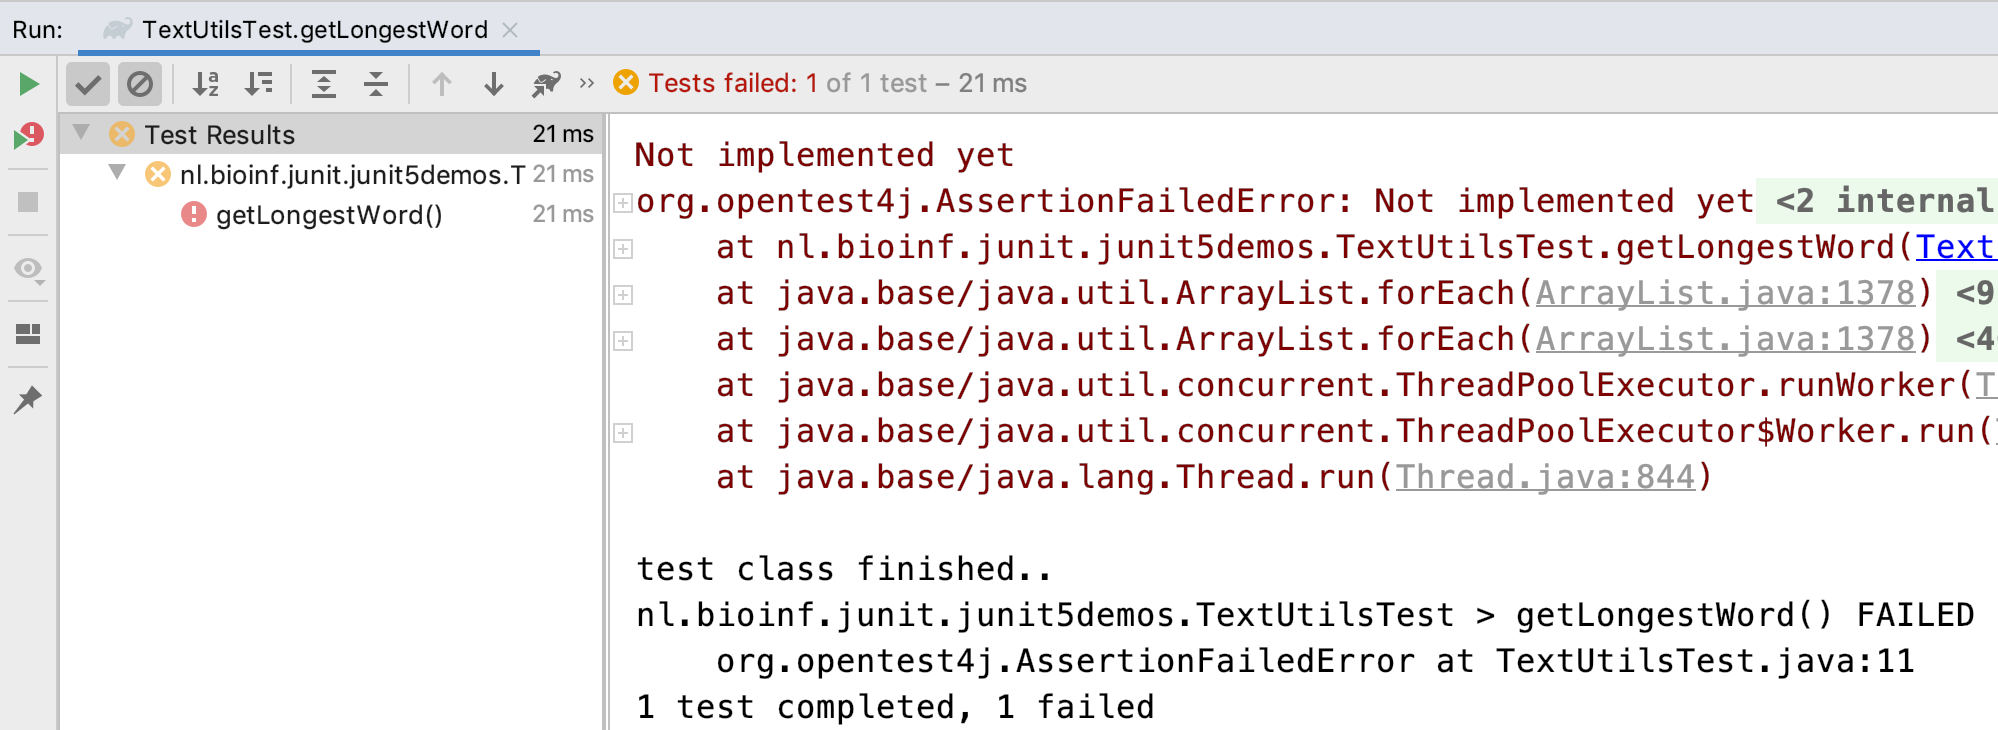 Run: TextUtilsTest.getLongestWord
Tests failed: 1 of 1 test – 21 ms
Test Results 21 ms
nl.bioinf.junit.junit5demos.T 21 ms
getLongestWord() 21 ms
Not implemented yet
org.opentest4j.AssertionFailedError: Not implemented yet <2 internal
at nl.bioinf.junit.junit5demos.TextUtilsTest.getLongestWord(Text
at java.base/java.util.ArrayList.forEach(ArrayList.java:1378) <9
at java.base/java.util.ArrayList.forEach(ArrayList.java:1378) <4
at java.base/java.util.concurrent.ThreadPoolExecutor.runWorker(T
at java.base/java.util.concurrent.ThreadPoolExecutor$Worker.run(
at java.base/java.lang.Thread.run(Thread.java:844)
test class finished..
nl.bioinf.junit.junit5demos.TextUtilsTest > getLongestWord() FAILED
org.opentest4j.AssertionFailedError at TextUtilsTest.java:11
1 test completed, 1 failed